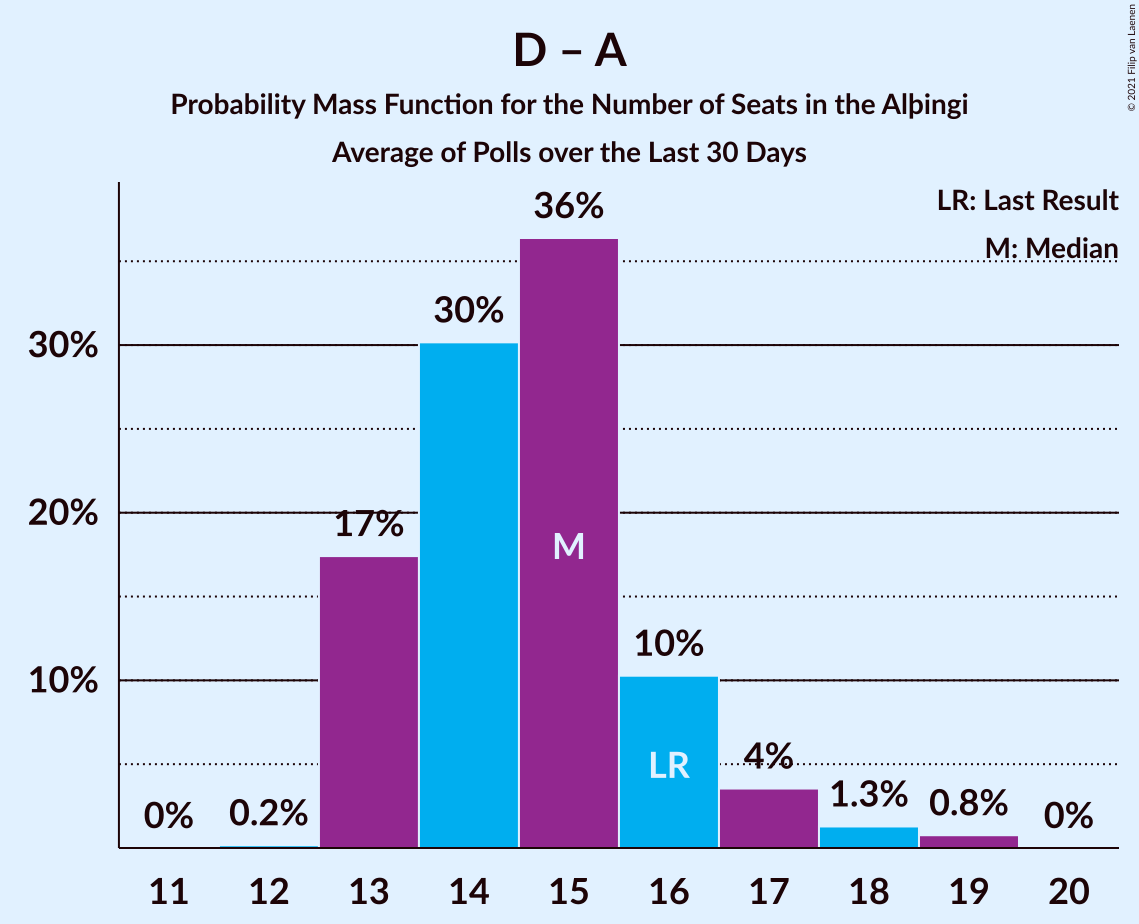 D – A
Probability Mass Function for the Number of Seats in the Alþingi
Average of Polls over the Last 30 Days
© 2021 Filip van Laenen
LR: Last Result
M: Median
36%
30%
30%
20%
17%
M
10%
10%
LR
4%
1.3%
0.8%
0%
0.2%
0%
11 12 13 14 15 16 17 18 19 20